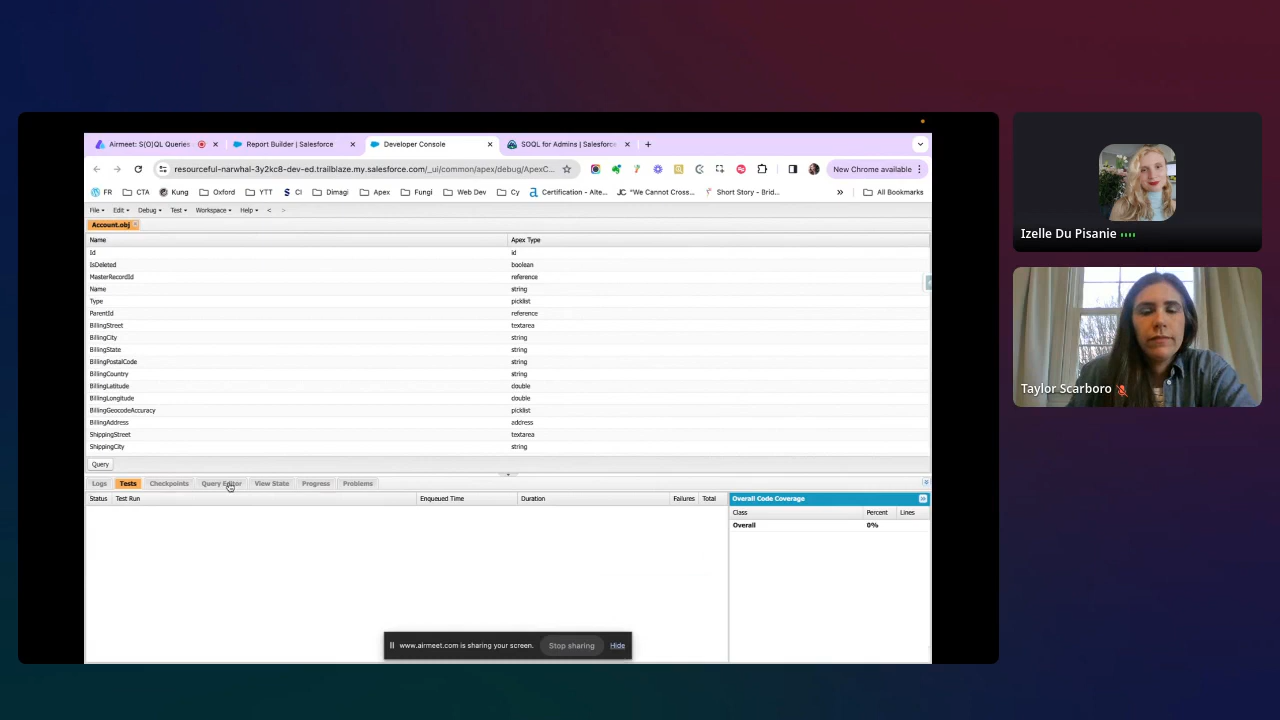 Airmeet: S(O)QL Queries
Report Builder | Salesforce
Developer Console
SOQL for Admins | Salesforce
resourceful-narwhal-3y2kc8-dev-ed.trailblaze.my.salesforce.com/_ui/common/apex/debug/ApexC...
New Chrome available
FR
CTA
Kung
Oxford
YTT
CI
Dimagi
Apex
Fungi
Web Dev
Cy
Certification - Alte...
"We Cannot Cross...
Short Story - Brid...
»
All Bookmarks
File
Edit
Debug
Test
Workspace
Help
<
>
Account.obj
Name Apex Type
Id id
IsDeleted boolean
MasterRecordId reference
Name string
Type picklist
ParentId reference
BillingStreet textarea
BillingCity string
BillingState string
BillingPostalCode string
BillingCountry string
BillingLatitude double
BillingLongitude double
BillingGeocodeAccuracy picklist
BillingAddress address
ShippingStreet textarea
ShippingCity string
Query
Logs Tests Checkpoints Query Editor View State Progress Problems
Status Test Run Enqueued Time Duration Failures Total
Overall Code Coverage
Class Percent Lines
Overall 0%
www.airmeet.com is sharing your screen. Stop sharing Hide
Izelle Du Pisanie
Taylor Scarboro